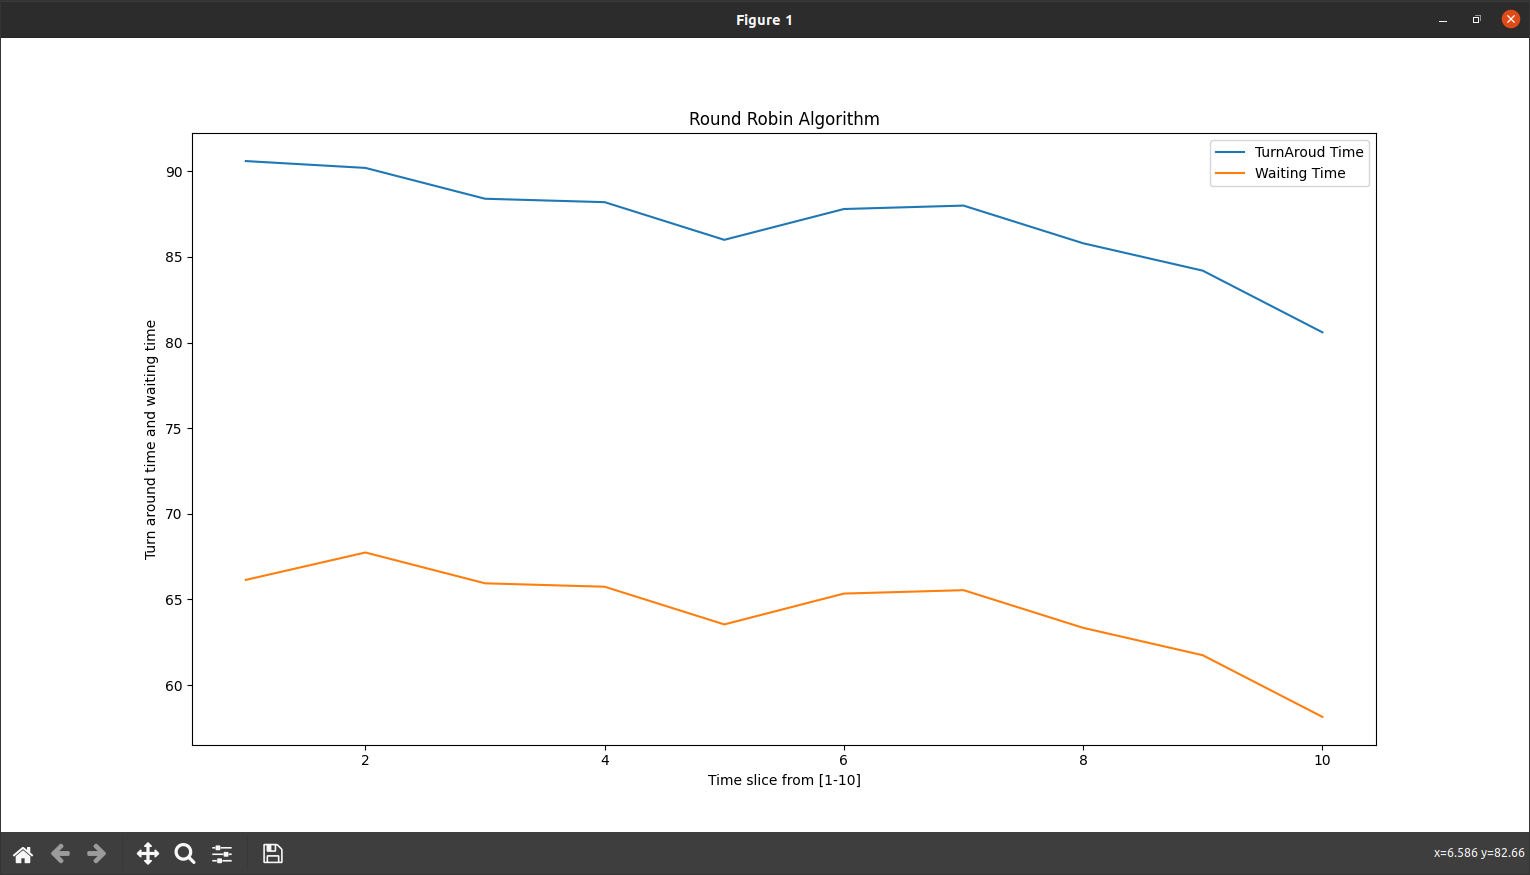 Figure 1
Round Robin Algorithm
TurnAroud Time
Waiting Time
90
85
80
75
70
65
60
Turn around time and waiting time
2
4
6
8
10
Time slice from [1-10]
x=6.586 y=82.66